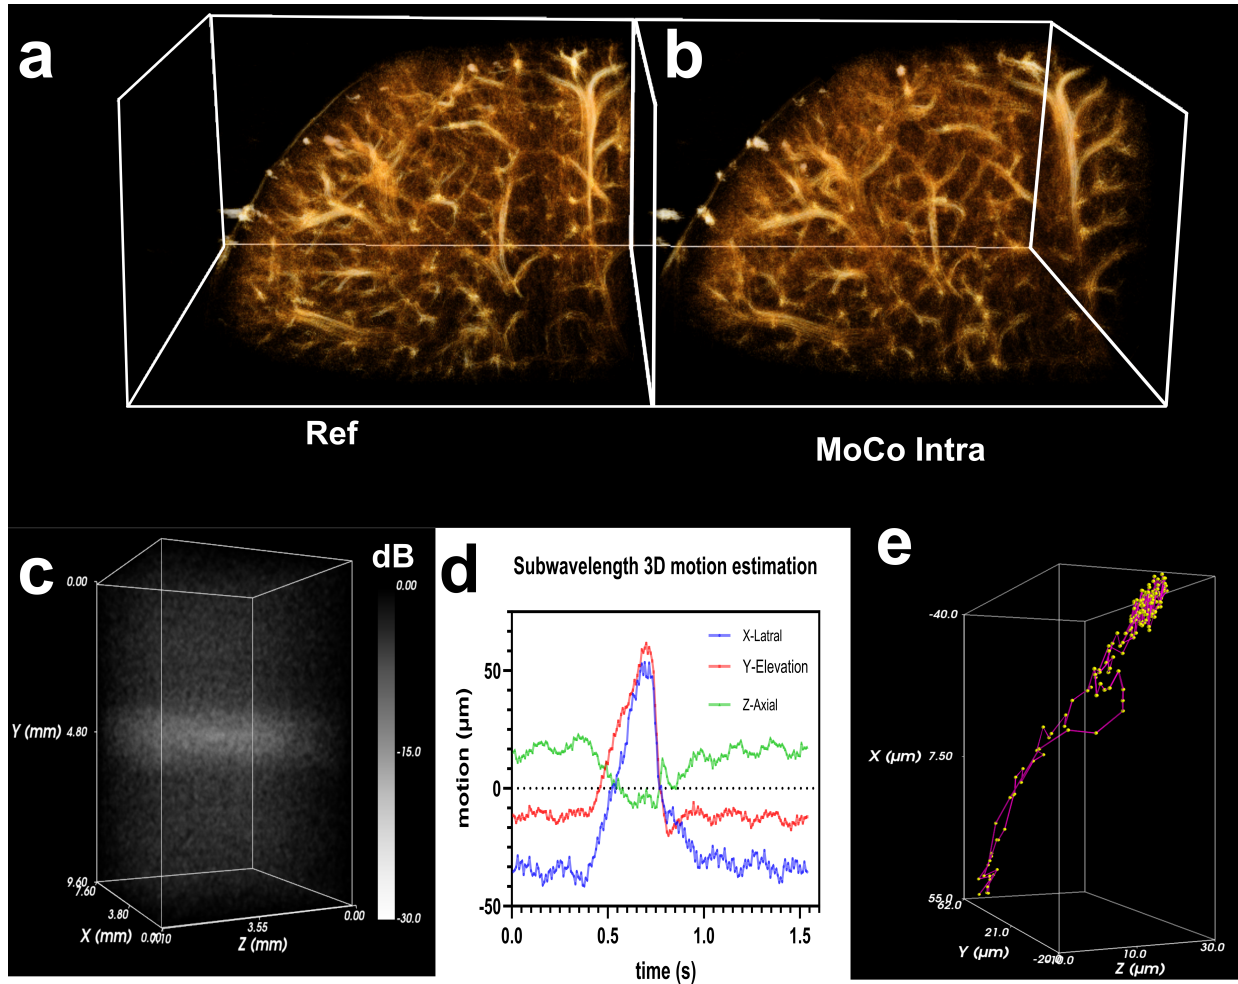 a
b
Ref
MoCo Intra
c
dB
0.00
0.00
Y (mm) 4.80
-15.0
9.60
7.60
3.80
X (mm)
3.55
Z (mm)
0.00
-30.0
d
Subwavelength 3D motion estimation
X-Latral
Y-Elevation
Z-Axial
motion (µm)
50
0
-50
0.0 0.5 1.0 1.5
time (s)
e
-40.0
X (µm) 7.50
55.0
62.0
21.0
Y (µm)
10.0
Z (µm)
30.0